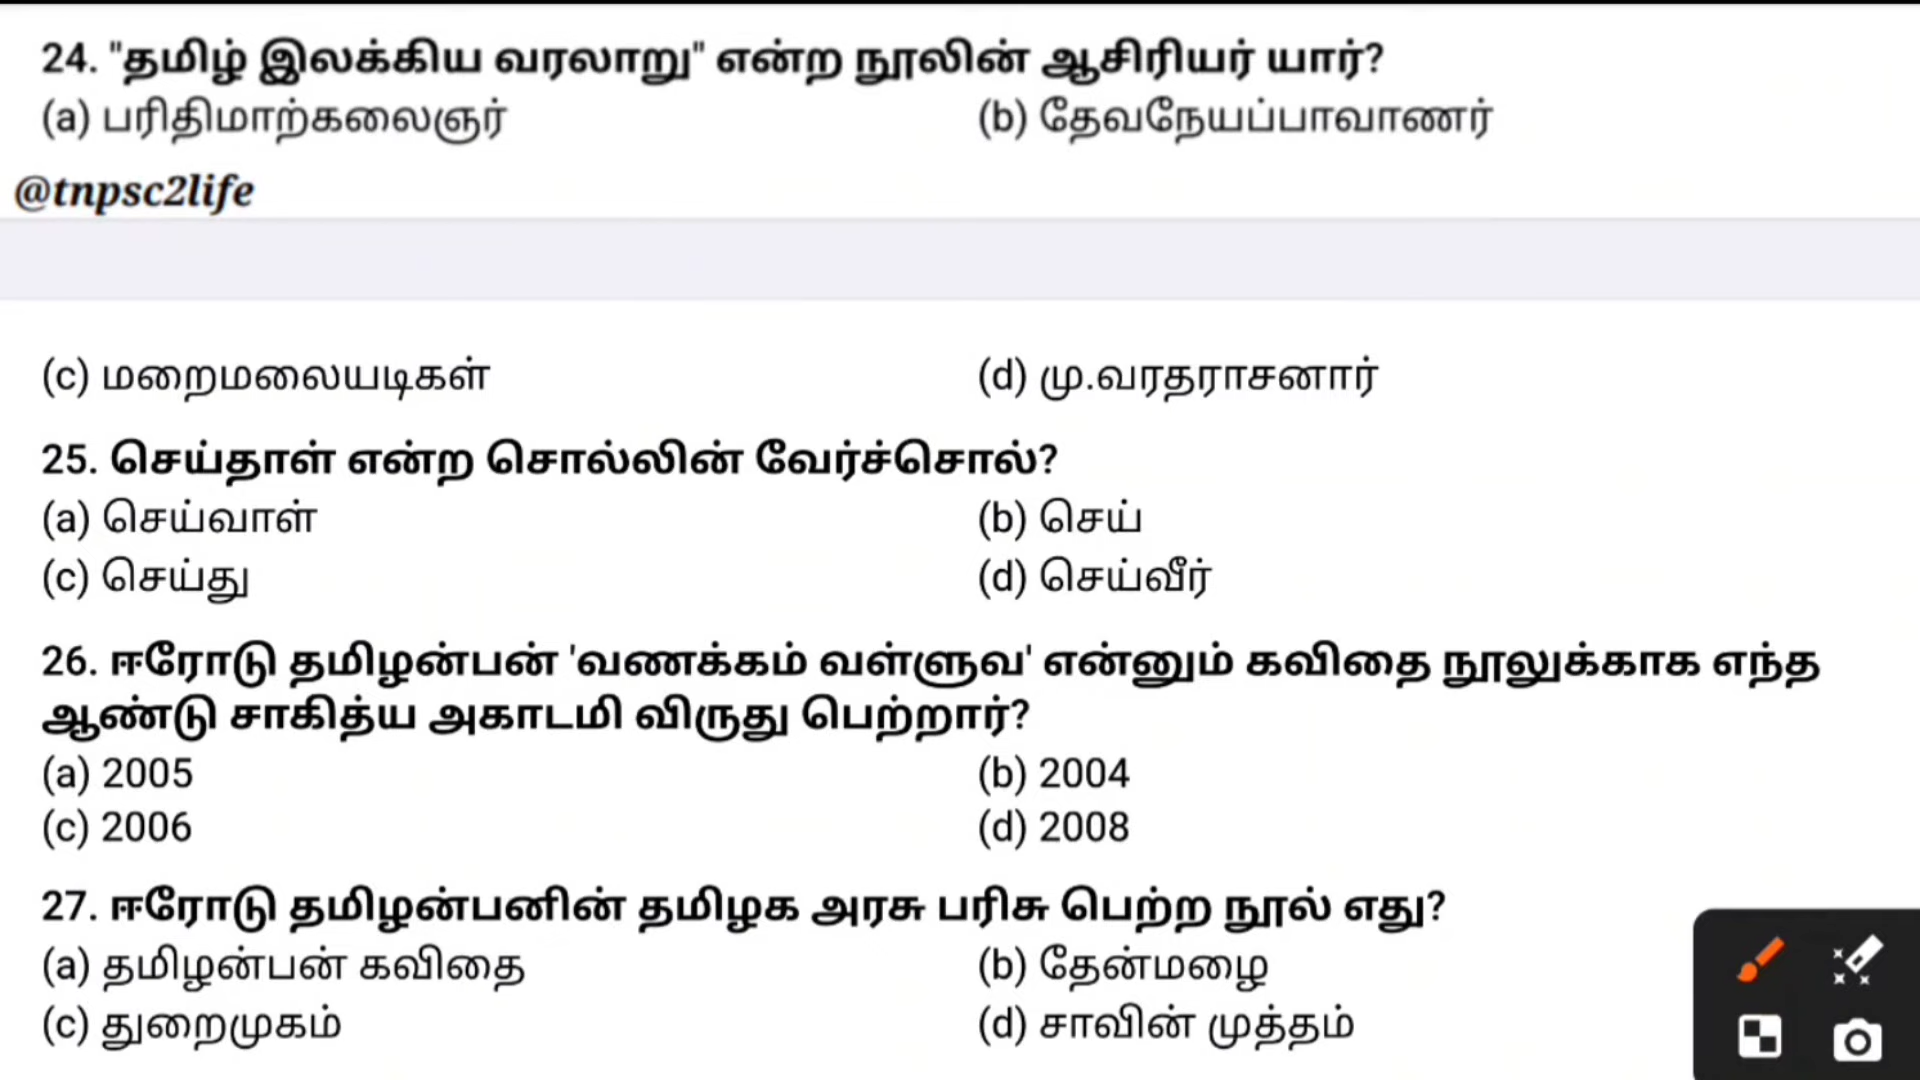 24. "தமிழ் இலக்கிய வரலாறு" என்ற நூலின் ஆசிரியர் யார்?
(a) பரிதிமாற்கலைஞர் (b) தேவநேயப்பாவாணர்
@tnpsc2life
(c) மறைமலையடிகள் (d) மு.வரதராசனார்
25. செய்தாள் என்ற சொல்லின் வேர்ச்சொல்?
(a) செய்வாள் (b) செய்
(c) செய்து (d) செய்வீர்
26. ஈரோடு தமிழன்பன் 'வணக்கம் வள்ளுவ' என்னும் கவிதை நூலுக்காக எந்த
ஆண்டு சாகித்ய அகாடமி விருது பெற்றார்?
(a) 2005 (b) 2004
(c) 2006 (d) 2008
27. ஈரோடு தமிழன்பனின் தமிழக அரசு பரிசு பெற்ற நூல் எது?
(a) தமிழன்பன் கவிதை (b) தேன்மழை
(c) துறைமுகம் (d) சாவின் முத்தம்